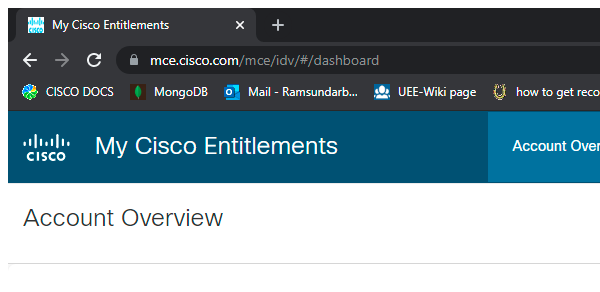 My Cisco Entitlements
mce.cisco.com/mce/idv/#/dashboard
CISCO DOCS MongoDB Mail - Ramsundarb... UEE-Wiki page how to get reco
CISCO My Cisco Entitlements Account Over
Account Overview